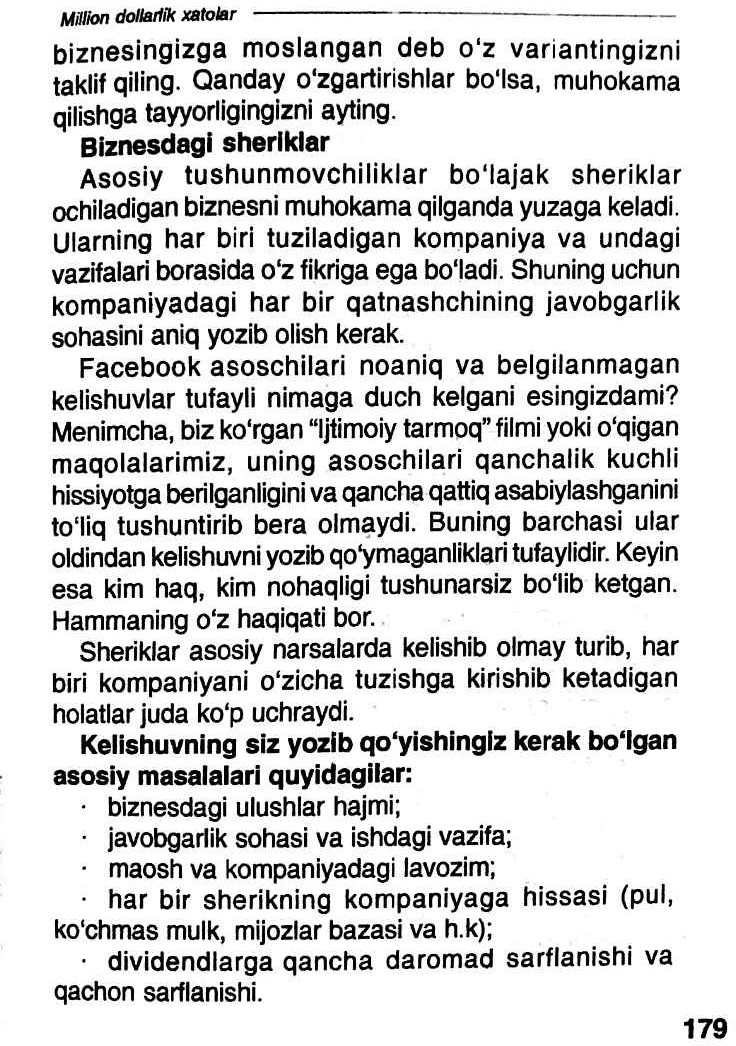 Million dollarlik xatolar
biznesingizga moslangan deb o‘z variantingizni
taklif qiling. Qanday o‘zgartirishlar bo‘lsa, muhokama
qilishga tayyorligingizni ayting.
Biznesdagi sheriklar
Asosiy tushunmovchiliklar bo‘lajak sheriklar
ochiladigan biznesni muhokama qilganda yuzaga keladi.
Ularning har biri tuziladigan kompaniya va undagi
vazifalari borasida o‘z fikriga ega bo‘ladi. Shuning uchun
kompaniyadagi har bir qatnashchining javobgarlik
sohasini aniq yozib olish kerak.
Facebook asoschilari noaniq va belgilanmagan
kelishuvlar tufayli nimaga duch kelgani esingizdami?
Menimcha, biz ko‘rgan “Ijtimoiy tarmoq” filmi yoki o‘qigan
maqolalarimiz, uning asoschilari qanchalik kuchli
hissiyotga berilganligini va qancha qattiq asabiylashganini
to‘liq tushuntirib bera olmaydi. Buning barchasi ular
oldindan kelishuvni yozib qo‘ymaganliklari tufaylidir. Keyin
esa kim haq, kim nohaqligi tushunarsiz bo‘lib ketgan.
Hammaning o‘z haqiqati bor.
Sheriklar asosiy narsalarda kelishib olmay turib, har
biri kompaniyani o‘zicha tuzishga kirishib ketadigan
holatlar juda ko‘p uchraydi.
Kelishuvning siz yozib qo‘yishingiz kerak bo‘lgan
asosiy masalalari quyidagilar:
· biznesdagi ulushlar hajmi;
· javobgarlik sohasi va ishdagi vazifa;
· maosh va kompaniyadagi lavozim;
· har bir sherikning kompaniyaga hissasi (pul,
ko‘chmas mulk, mijozlar bazasi va h.k);
· dividendlarga qancha daromad sarflanishi va
qachon sarflanishi.
179